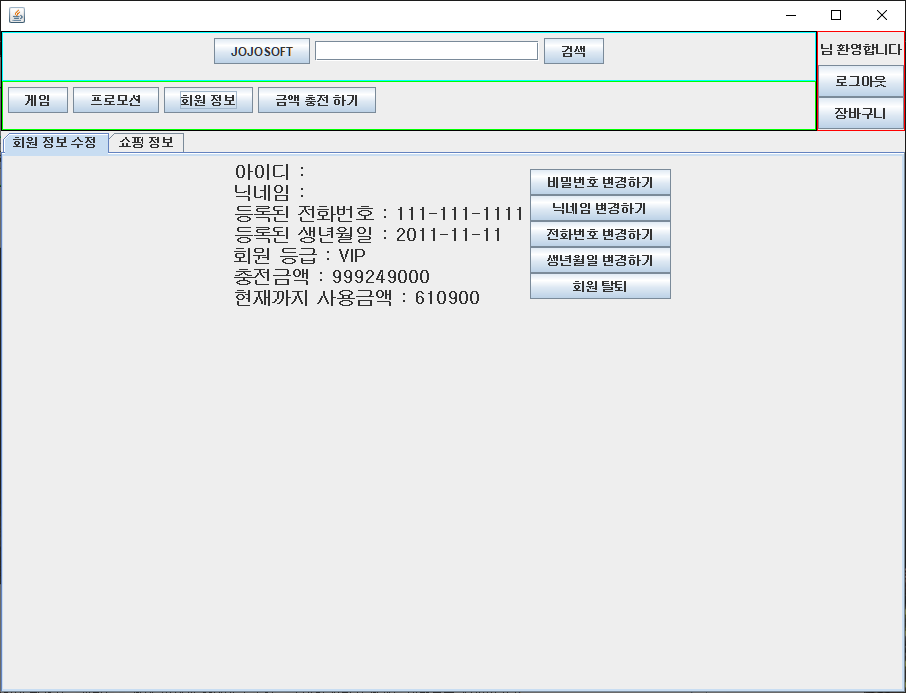 JOJOSOFT 검색
님 환영합니다
로그아웃
장바구니
게임 프로모션 회원 정보 금액 충전 하기
회원 정보 수정 쇼핑 정보
아이디 :
닉네임 :
등록된 전화번호 : 111-111-1111
등록된 생년월일 : 2011-11-11
회원 등급 : VIP
충전금액 : 999249000
현재까지 사용금액 : 610900
비밀번호 변경하기
닉네임 변경하기
전화번호 변경하기
생년월일 변경하기
회원 탈퇴